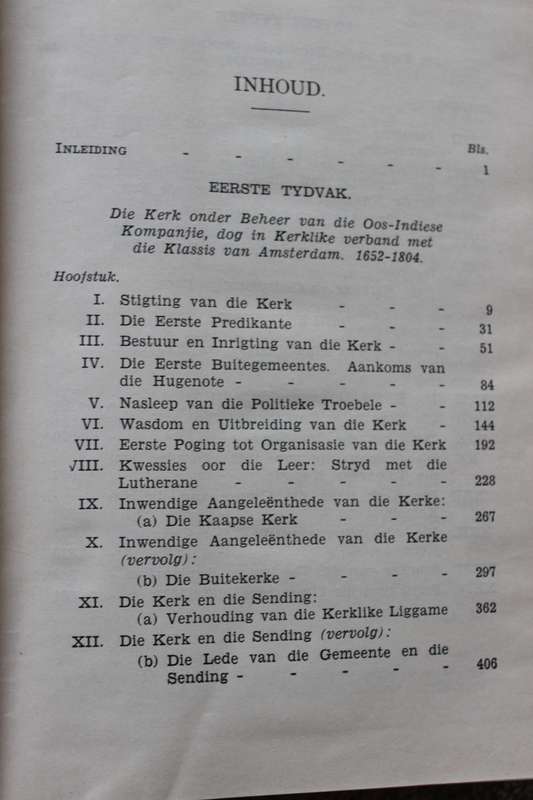 INHOUD.
Bls.
INLEIDING - - - - - - 1
EERSTE TYDVAK.
Die Kerk onder Beheer van die Oos-Indiese
Kompanjie, dog in Kerklike verband met
die Klassis van Amsterdam. 1652-1804.
Hoofstuk.
I. Stigting van die Kerk - - - 9
II. Die Eerste Predikante - - - 31
III. Bestuur en Inrigting van die Kerk - - - 51
IV. Die Eerste Buitegemeentes. Aankoms van
die Hugenote - - - - - 84
V. Nasleep van die Politieke Troebele - - 112
VI. Wasdom en Uitbreiding van die Kerk - 144
VII. Eerste Poging tot Organisasie van die Kerk 192
VIII. Kwessies oor die Leer: Stryd met die
Lutherane - - - - - 228
IX. Inwendige Aangeleënthede van die Kerke:
(a) Die Kaapse Kerk - - - 267
X. Inwendige Aangeleënthede van die Kerke
(vervolg):
(b) Die Buitekerke - - - - 297
XI. Die Kerk en die Sending:
(a) Verhouding van die Kerklike Liggame 362
XII. Die Kerk en die Sending (vervolg):
(b) Die Lede van die Gemeente en die
Sending - - - - - 406